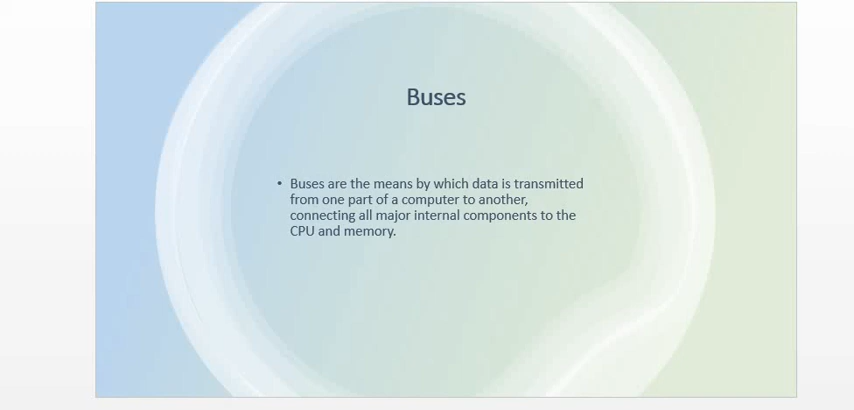 Buses
• Buses are the means by which data is transmitted
from one part of a computer to another,
connecting all major internal components to the
CPU and memory.